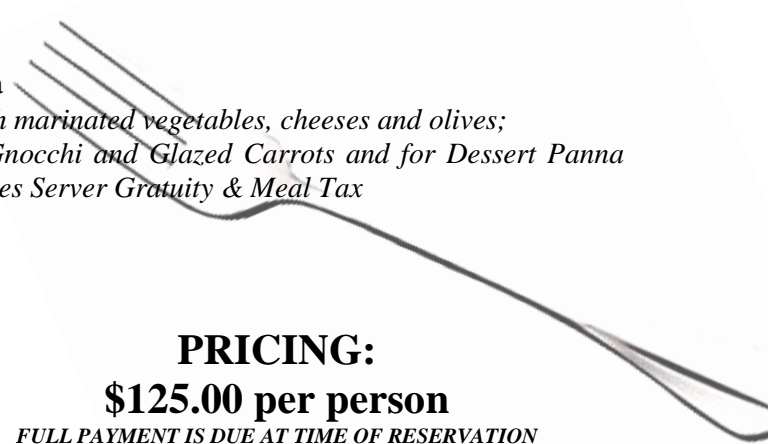 marinated vegetables, cheeses and olives;
Gnocchi and Glazed Carrots and for Dessert Panna
es Server Gratuity & Meal Tax
PRICING:
$125.00 per person
FULL PAYMENT IS DUE AT TIME OF RESERVATION